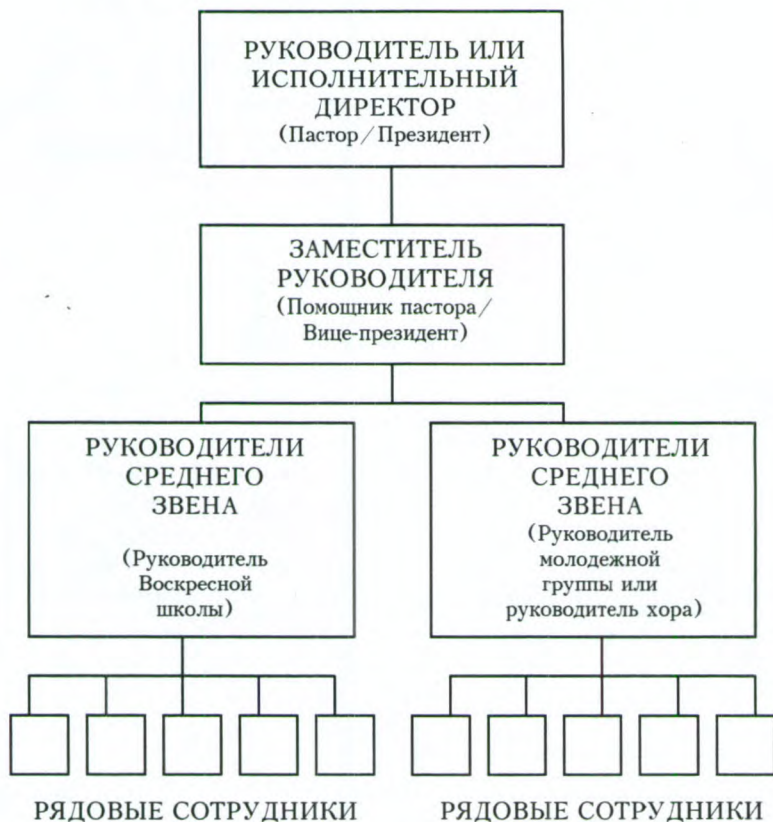 РУКОВОДИТЕЛЬ ИЛИ
ИСПОЛНИТЕЛЬНЫЙ
ДИРЕКТОР
(Пастор/Президент)
ЗАМЕСТИТЕЛЬ
РУКОВОДИТЕЛЯ
(Помощник пастора/
Вице-президент)
РУКОВОДИТЕЛИ
СРЕДНЕГО
ЗВЕНА
(Руководитель
Воскресной
школы)
РУКОВОДИТЕЛИ
СРЕДНЕГО
ЗВЕНА
(Руководитель
молодежной
группы или
руководитель хора)
РЯДОВЫЕ СОТРУДНИКИ
РЯДОВЫЕ СОТРУДНИКИ